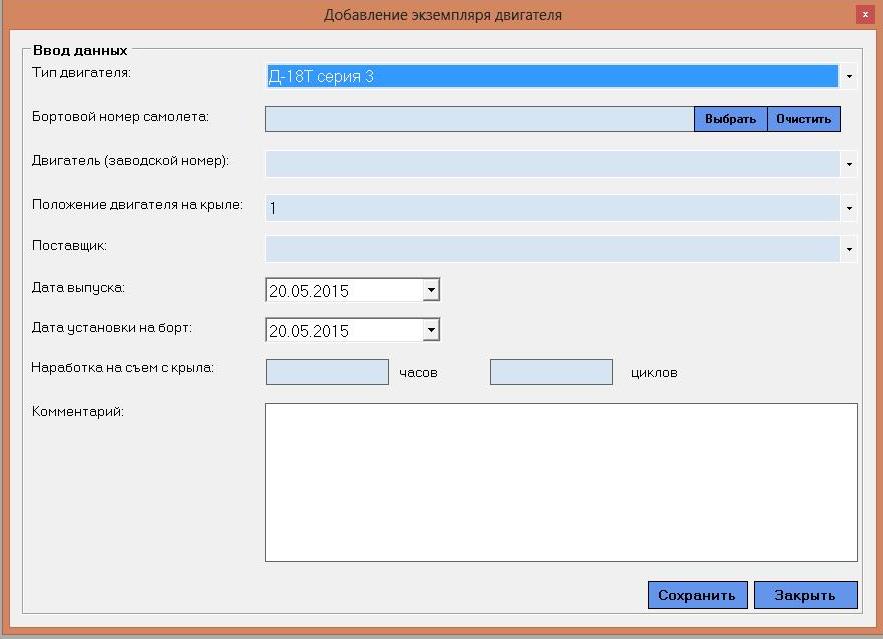 Добавление экземпляря двигателя
x
Ввод данных
Тип двигателя: Д-18Т серия 3
Бортовой номер самолета: Выбрать Очистить
Двигатель (заводской номер):
Положение двигателя на крыле: 1
Поставщик:
Дата выпуска: 20.05.2015
Дата установки на борт: 20.05.2015
Наработка на съем с крыла: часов циклов
Комментарий:
Сохранить Закрыть